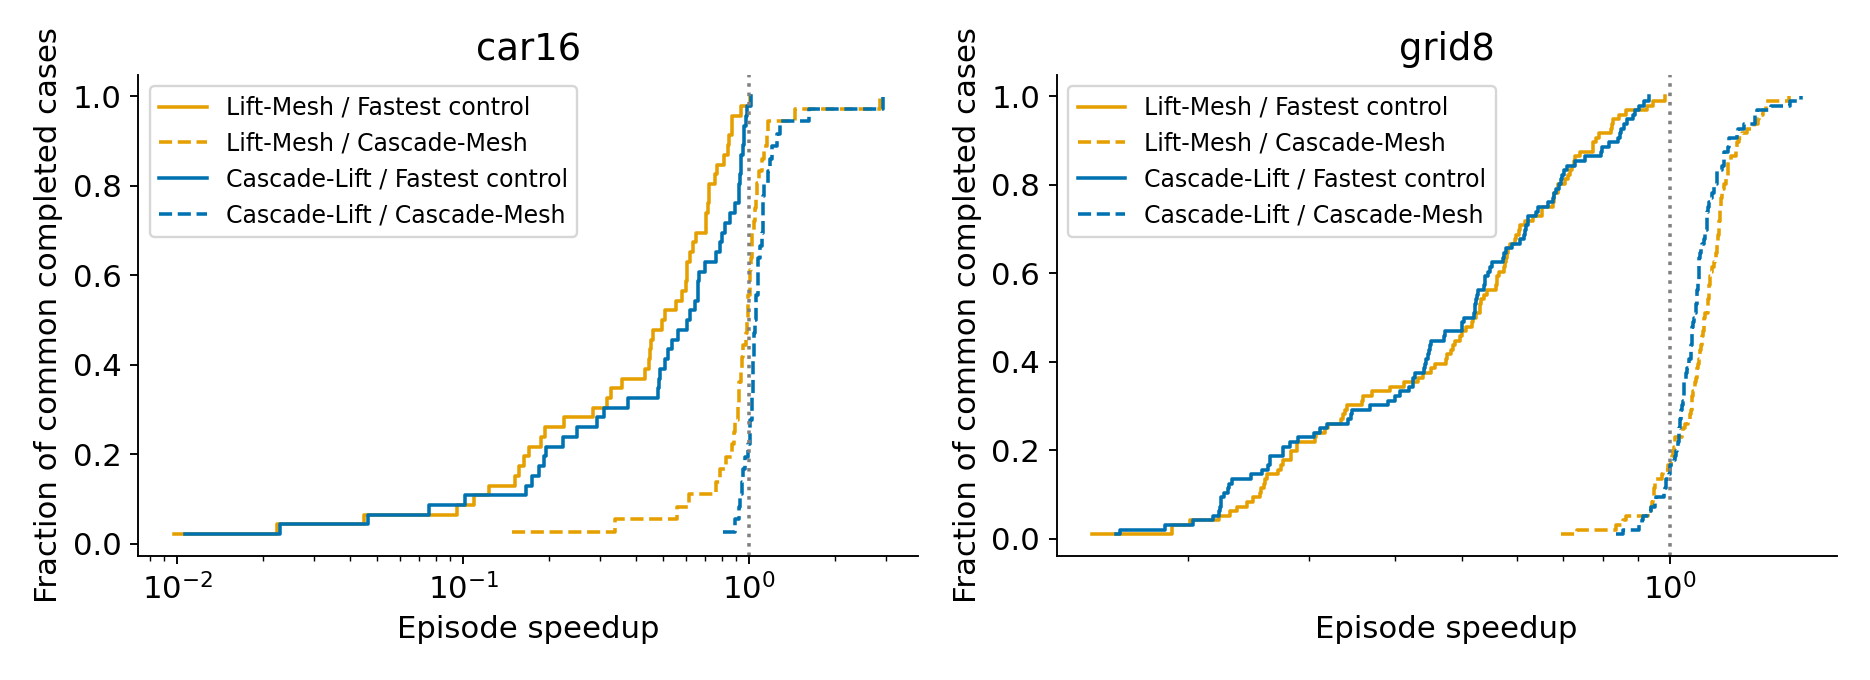 car16
Fraction of common completed cases
1.0
0.8
0.6
0.4
0.2
0.0
Lift-Mesh / Fastest control
Lift-Mesh / Cascade-Mesh
Cascade-Lift / Fastest control
Cascade-Lift / Cascade-Mesh
10⁻²
10⁻¹
10⁰
Episode speedup
grid8
Fraction of common completed cases
1.0
0.8
0.6
0.4
0.2
0.0
Lift-Mesh / Fastest control
Lift-Mesh / Cascade-Mesh
Cascade-Lift / Fastest control
Cascade-Lift / Cascade-Mesh
10⁰
Episode speedup